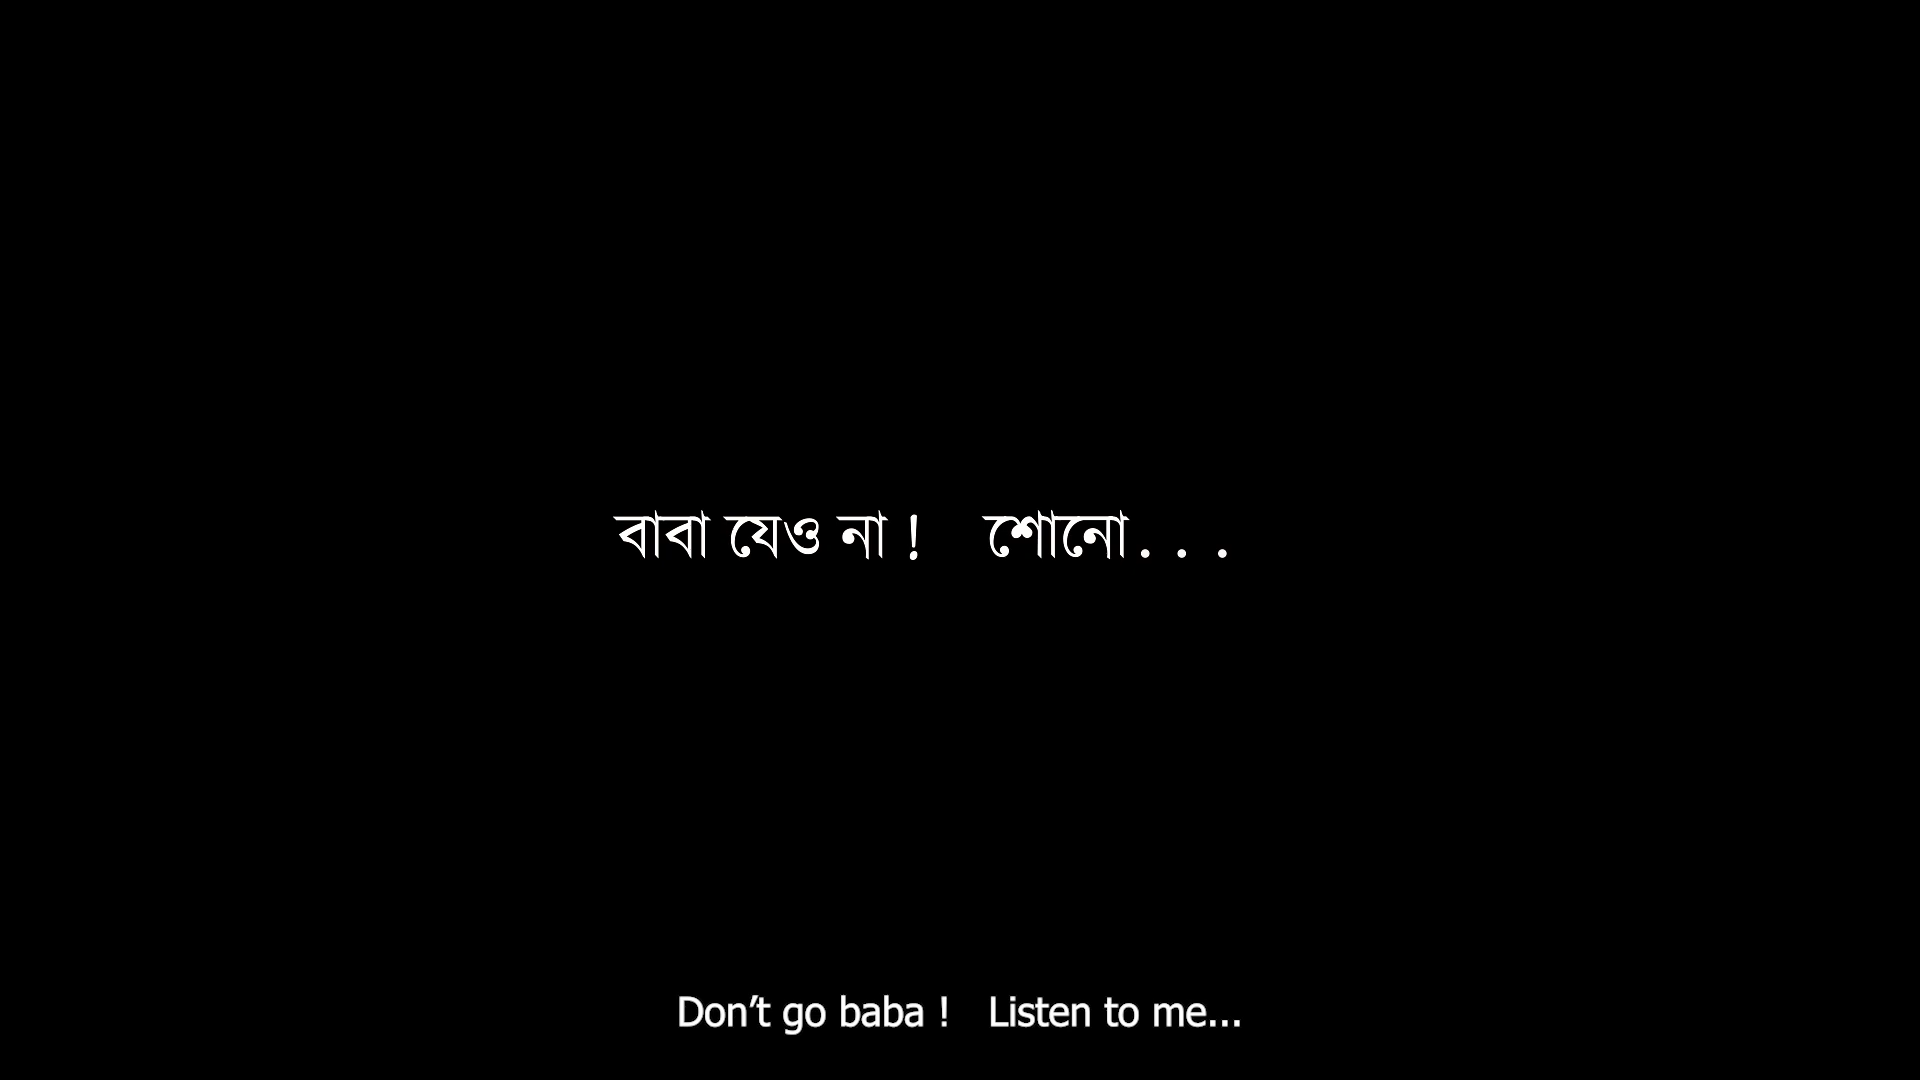 বাবা যেও না !   শোনো. . .
Don’t go baba !   Listen to me...